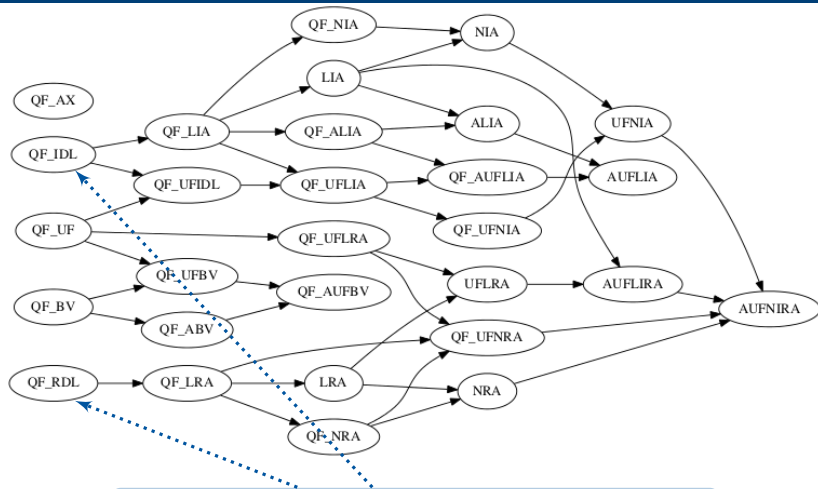 QF_NIA
NIA
LIA
QF_AX
QF_LIA
QF_ALIA
ALIA
UFNIA
QF_IDL
QF_UFIDL
QF_UFLIA
QF_AUFLIA
AUFLIA
QF_UF
QF_UFLRA
QF_UFNIA
QF_UFBV
QF_AUFBV
UFLRA
AUFLIRA
QF_BV
QF_ABV
QF_UFNRA
AUFNIRA
QF_RDL
QF_LRA
LRA
NRA
QF_NRA